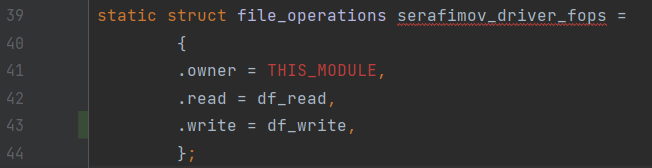 39 static struct file_operations serafimov_driver_fops =
40 {
41 .owner = THIS_MODULE,
42 .read = df_read,
43 .write = df_write,
44 };